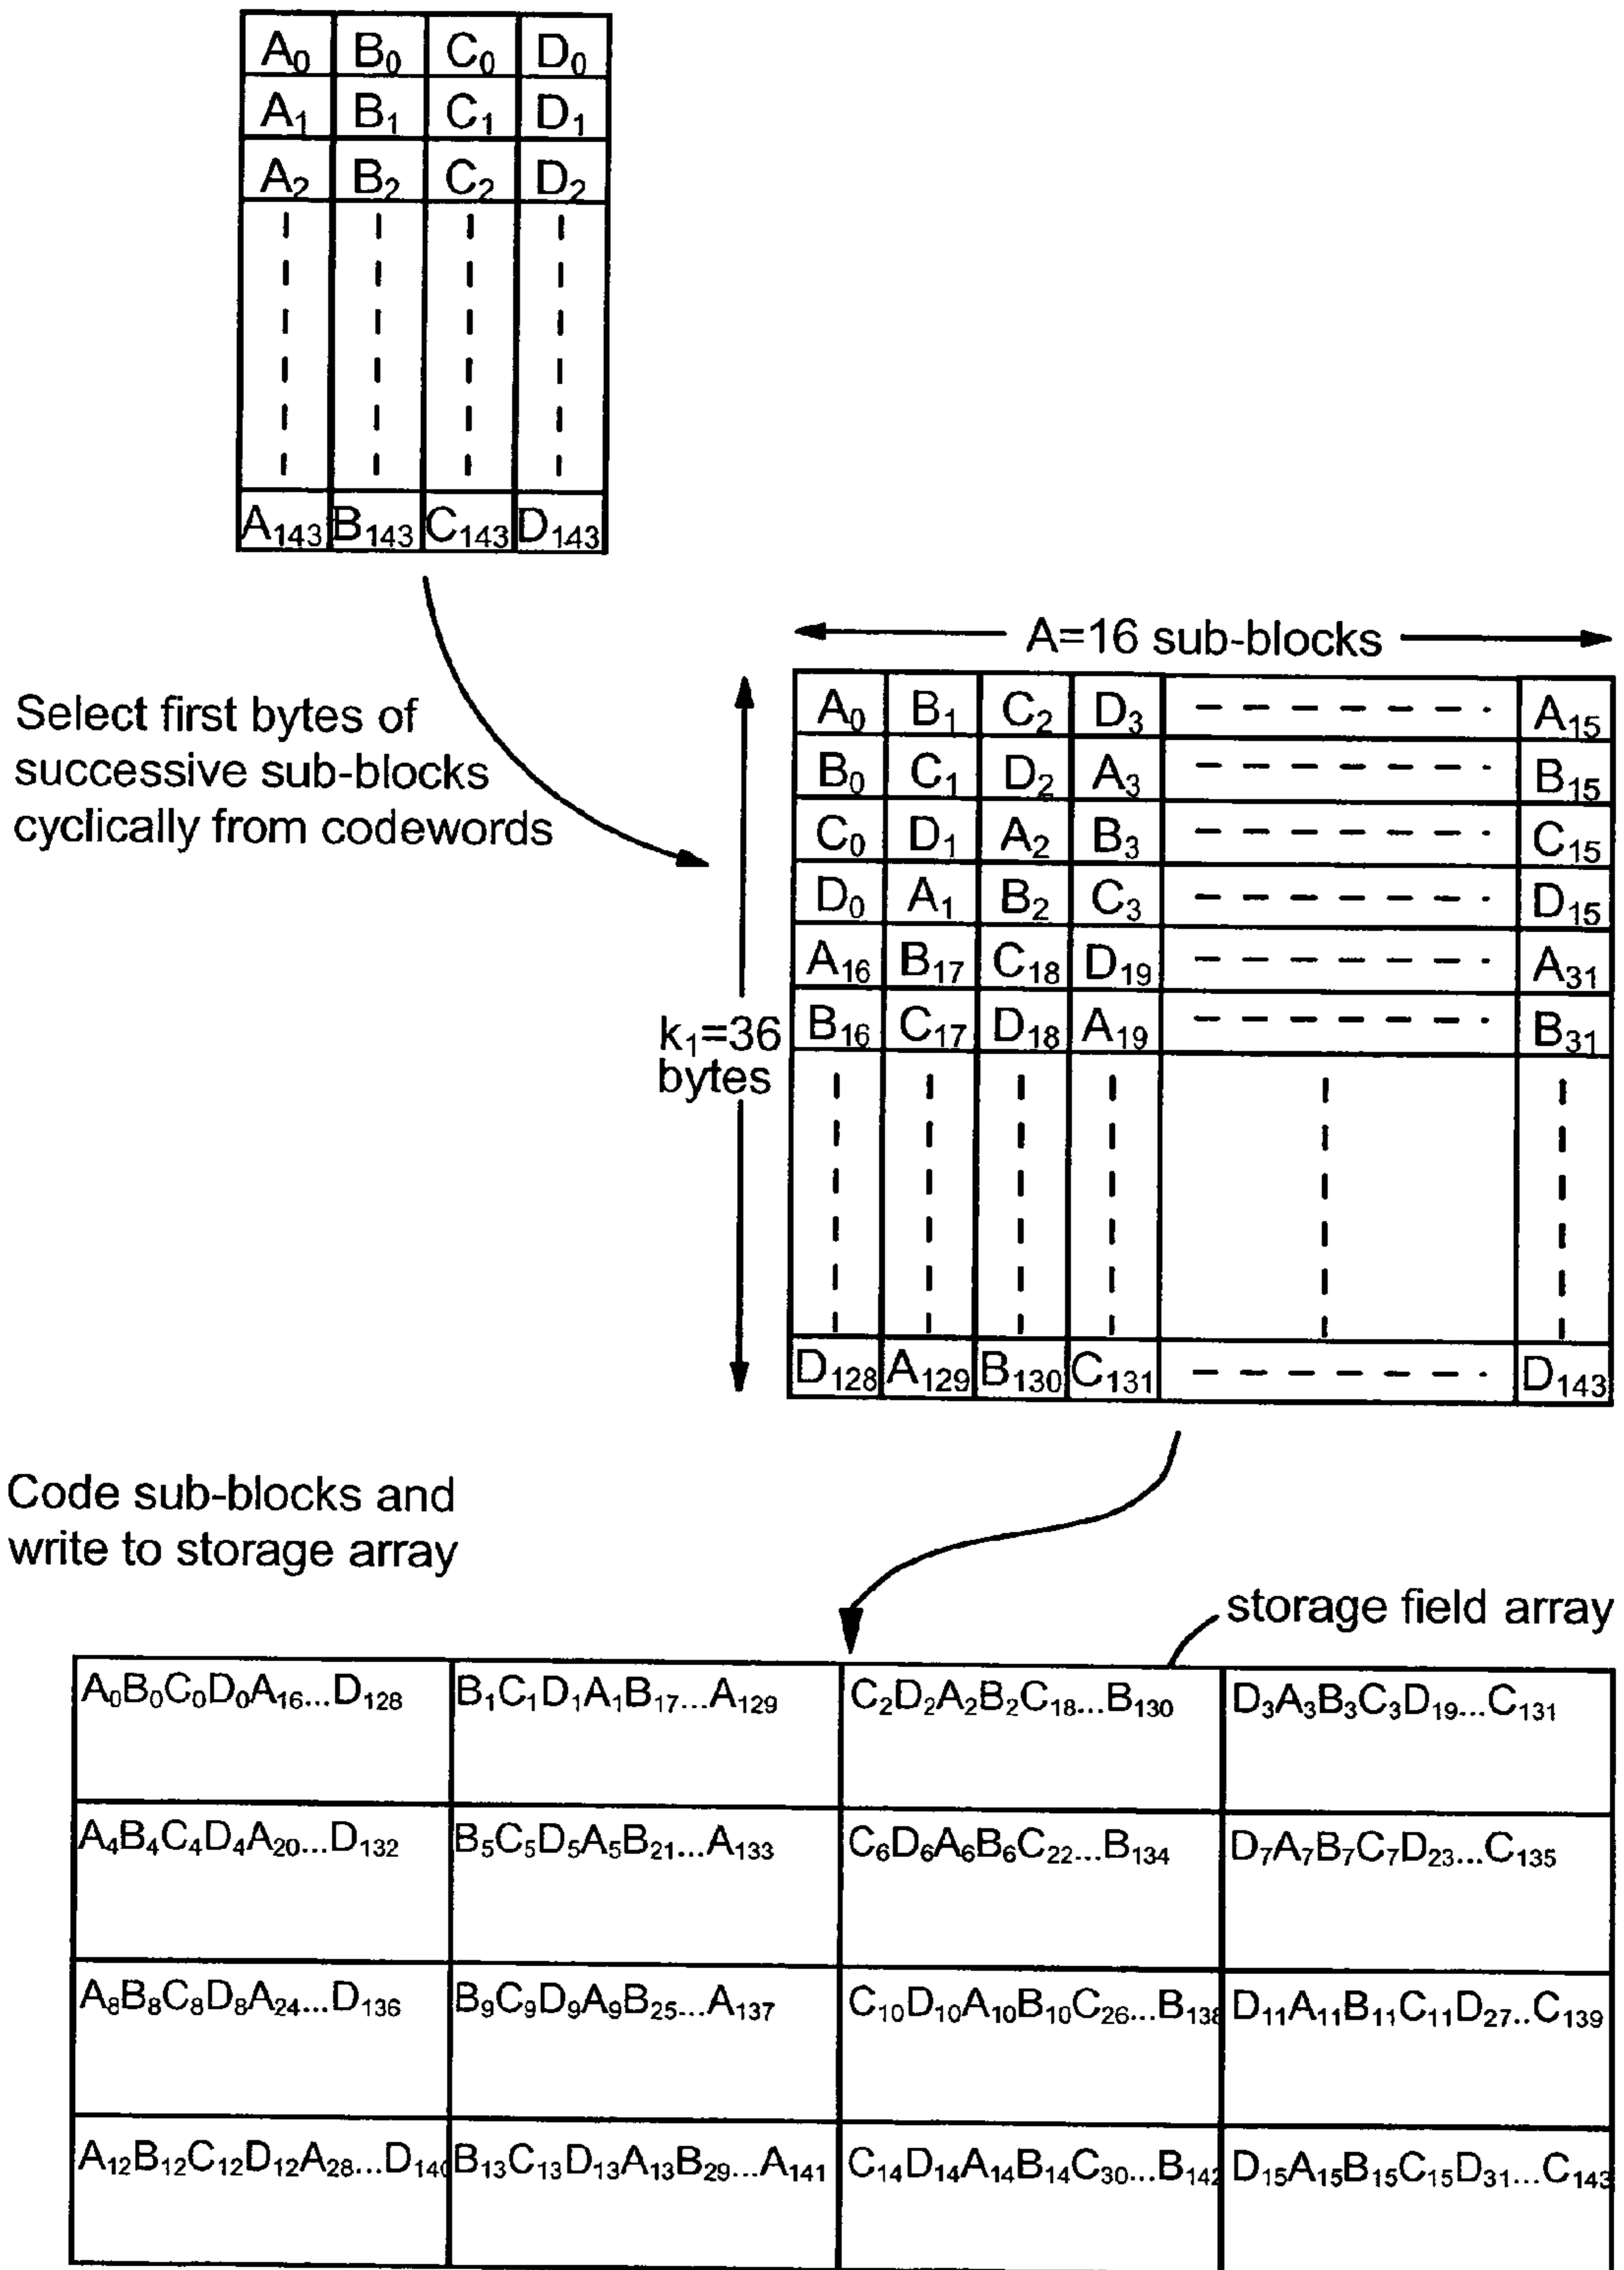 A₀ B₀ C₀ D₀
A₁ B₁ C₁ D₁
A₂ B₂ C₂ D₂
A₁₄₃ B₁₄₃ C₁₄₃ D₁₄₃
Select first bytes of
successive sub-blocks
cyclically from codewords
A=16 sub-blocks
k₁=36
bytes
A₀ B₁ C₂ D₃ A₁₅
B₀ C₁ D₂ A₃ B₁₅
C₀ D₁ A₂ B₃ C₁₅
D₀ A₁ B₂ C₃ D₁₅
A₁₆ B₁₇ C₁₈ D₁₉ A₃₁
B₁₆ C₁₇ D₁₈ A₁₉ B₃₁
D₁₂₈ A₁₂₉ B₁₃₀ C₁₃₁ D₁₄₃
Code sub-blocks and
write to storage array
storage field array
A₀B₀C₀D₀A₁₆...D₁₂₈ B₁C₁D₁A₁B₁₇...A₁₂₉ C₂D₂A₂B₂C₁₈...B₁₃₀ D₃A₃B₃C₃D₁₉...C₁₃₁
A₄B₄C₄D₄A₂₀...D₁₃₂ B₅C₅D₅A₅B₂₁...A₁₃₃ C₆D₆A₆B₆C₂₂...B₁₃₄ D₇A₇B₇C₇D₂₃...C₁₃₅
A₈B₈C₈D₈A₂₄...D₁₃₆ B₉C₉D₉A₉B₂₅...A₁₃₇ C₁₀D₁₀A₁₀B₁₀C₂₆...B₁₃₈ D₁₁A₁₁B₁₁C₁₁D₂₇..C₁₃₉
A₁₂B₁₂C₁₂D₁₂A₂₈...D₁₄₀ B₁₃C₁₃D₁₃A₁₃B₂₉...A₁₄₁ C₁₄D₁₄A₁₄B₁₄C₃₀...B₁₄₂ D₁₅A₁₅B₁₅C₁₅D₃₁...C₁₄₃